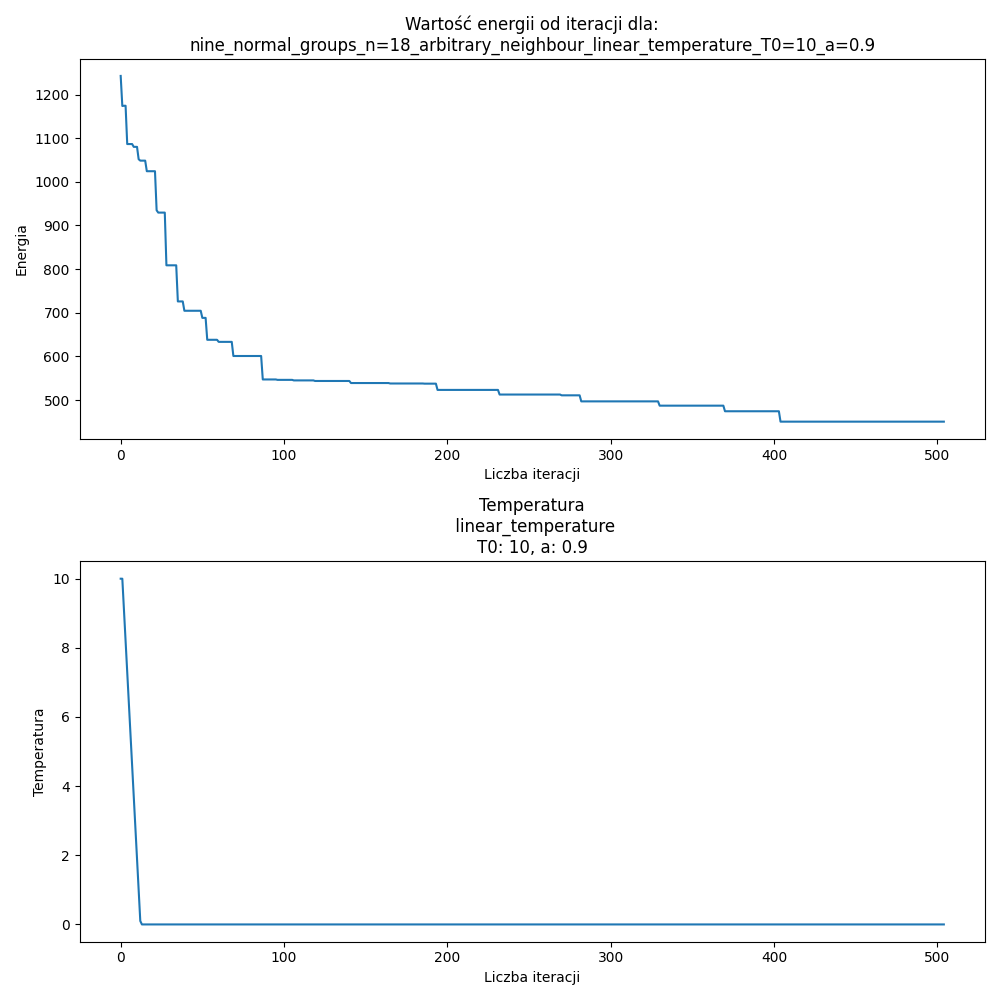 Wartość energii od iteracji dla:
nine_normal_groups_n=18_arbitrary_neighbour_linear_temperature_T0=10_a=0.9
1200
1100
1000
900
800
700
600
500
Energia
0 100 200 300 400 500
Liczba iteracji
Temperatura
linear_temperature
T0: 10, a: 0.9
10
8
6
4
2
0
Temperatura
0 100 200 300 400 500
Liczba iteracji